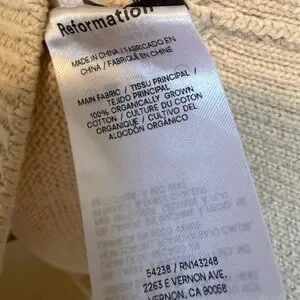 Reformation
MADE IN CHINA / FABRICADO EN
CHINA / FABRIQUÉ EN CHINE
MAIN FABRIC / TISSU PRINCIPAL /
TEJIDO PRINCIPAL
100% ORGANICALLY GROWN
COTTON / CULTURE DU COTON
ORGANIQUE / CULTIVO DEL
ALGODÓN ORGÁNICO
54238 / RN143248
2263 E VERNON AVE.
VERNON, CA 90058